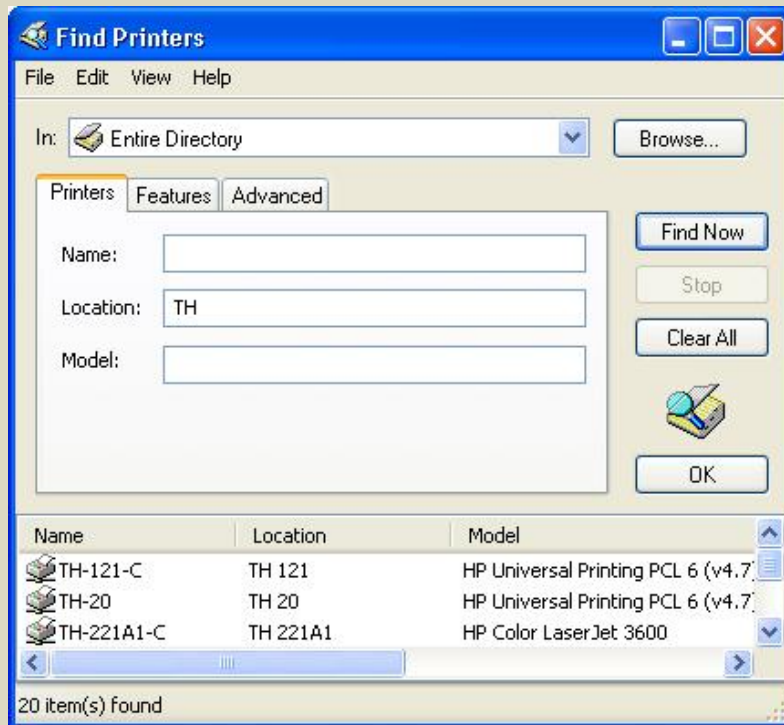 Find Printers
File Edit View Help
In: Entire Directory
Browse...
Printers Features Advanced
Find Now
Name:
Stop
Location: TH
Clear All
Model:
OK
Name Location Model
TH-121-C TH 121 HP Universal Printing PCL 6 (v4.7)
TH-20 TH 20 HP Universal Printing PCL 6 (v4.7)
TH-221A1-C TH 221A1 HP Color LaserJet 3600
20 item(s) found